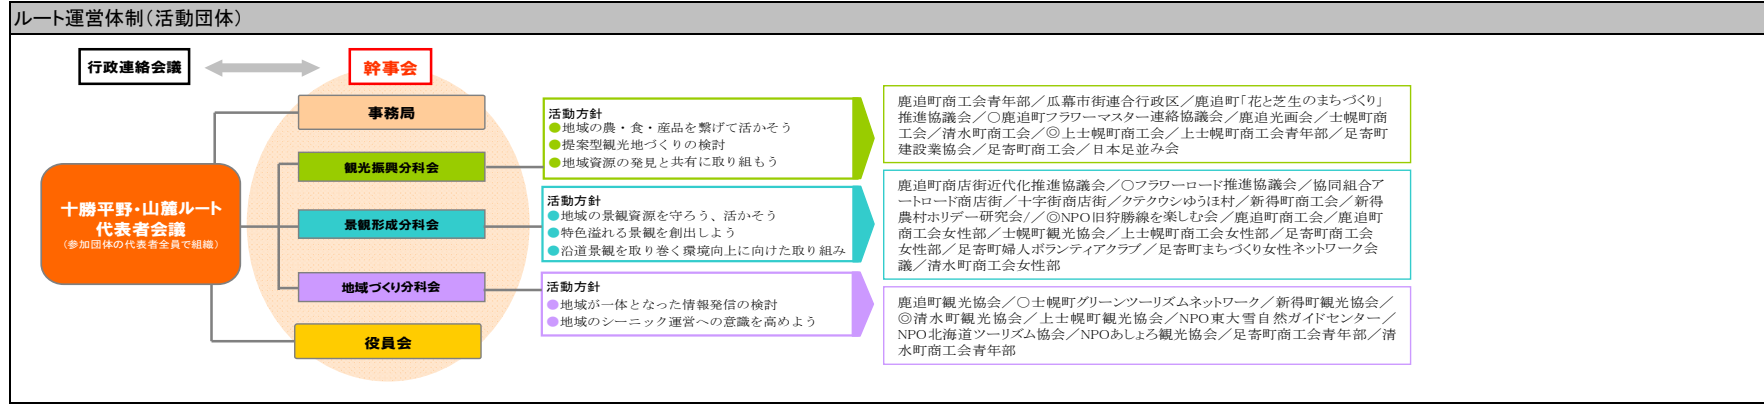 ルート運営体制（活動団体）
行政連絡会議
幹事会
事務局
観光振興分科会
景観形成分科会
地域づくり分科会
役員会
十勝平野・山麓ルート
代表者会議
（参加団体の代表者全員で組織）
活動方針
●地域の農・食・産品を繋げて活かそう
●提案型観光地づくりの検討
●地域資源の発見と共有に取り組もう
鹿追町商工会青年部／瓜幕市街連合行政区／鹿追町「花と芝生のまちづくり」
推進協議会／○鹿追町フラワーマスター連絡協議会／鹿追光画会／士幌町商
工会／清水町商工会／◎上士幌町商工会／上士幌町商工会青年部／足寄町
建設業協会／足寄町商工会／日本足並み会
活動方針
●地域の景観資源を守ろう、活かそう
●特色溢れる景観を創出しよう
●沿道景観を取り巻く環境向上に向けた取り組み
鹿追町商店街近代化推進協議会／○フラワーロード推進協議会／協同組合ア
ートロード商店街／十字街商店街／クテクウシゆうほ村／新得町商工会／新得
農村ホリデー研究会/／◎NPO旧狩勝線を楽しむ会／鹿追町商工会／鹿追町
商工会女性部／士幌町観光協会／上士幌町商工会女性部／足寄町商工会
女性部／足寄町婦人ボランティアクラブ／足寄町まちづくり女性ネットワーク会
議／清水町商工会女性部
活動方針
●地域が一体となった情報発信の検討
●地域のシーニック運営への意識を高めよう
鹿追町観光協会／○士幌町グリーンツーリズムネットワーク／新得町観光協会／
◎清水町観光協会／上士幌町観光協会／NPO東大雪自然ガイドセンター／
NPO北海道ツーリズム協会／NPOあしょろ観光協会／足寄町商工会青年部／清
水町商工会青年部